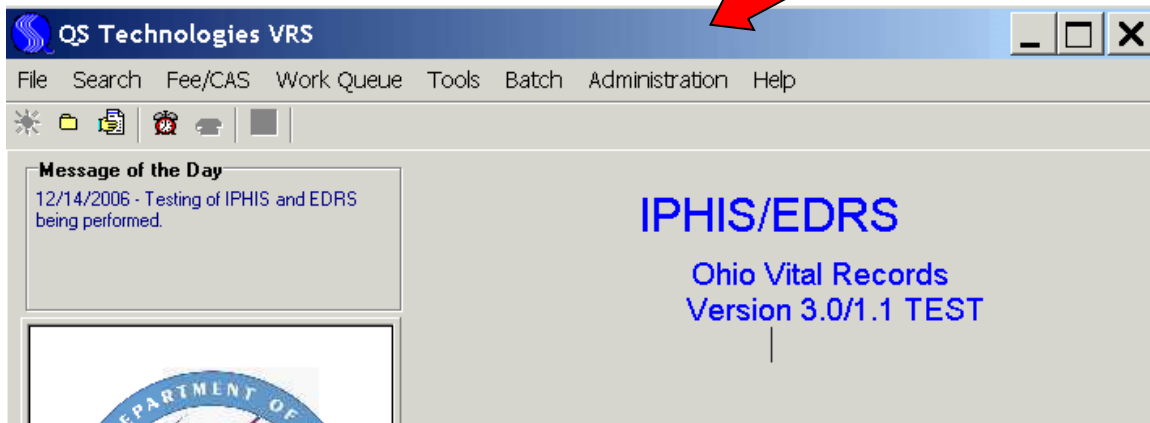 QS Technologies VRS
File Search Fee/CAS Work Queue Tools Batch Administration Help
Message of the Day
12/14/2006 - Testing of IPHIS and EDRS
being performed.
IPHIS/EDRS
Ohio Vital Records
Version 3.0/1.1 TEST
DEPARTMENT OF